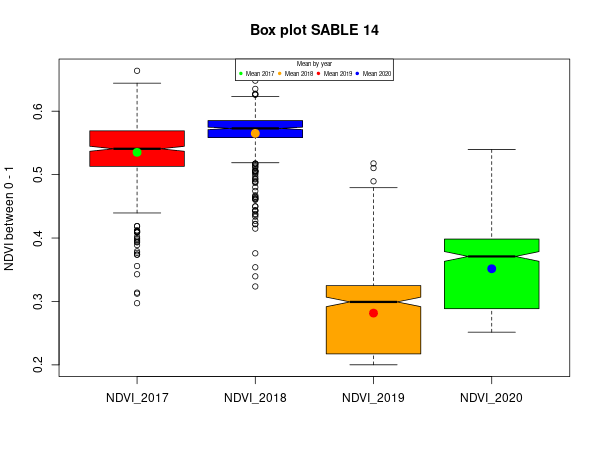 Box plot SABLE 14
Mean by year
Mean 2017 Mean 2018 Mean 2019 Mean 2020
NDVI between 0 - 1
0.6
0.5
0.4
0.3
0.2
NDVI_2017 NDVI_2018 NDVI_2019 NDVI_2020